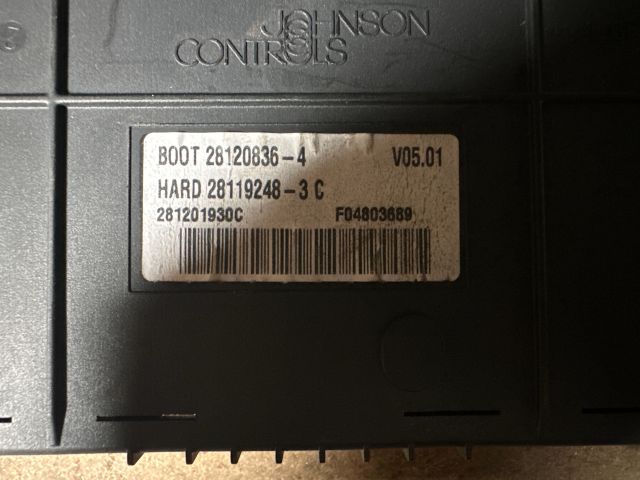 JOHNSON
CONTROLS
BOOT 28120836-4 V05.01
HARD 28119248-3 C
281201930C F04803689